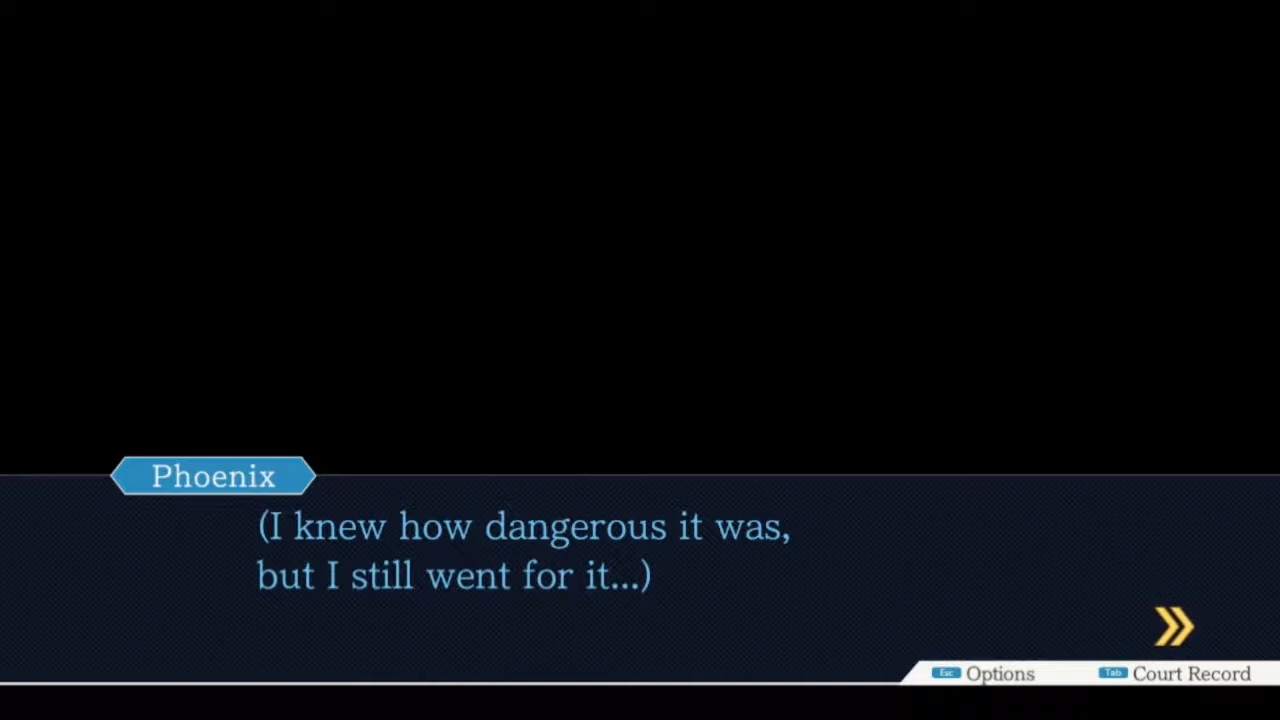 Phoenix
(I knew how dangerous it was,
but I still went for it...)
Esc Options Tab Court Record